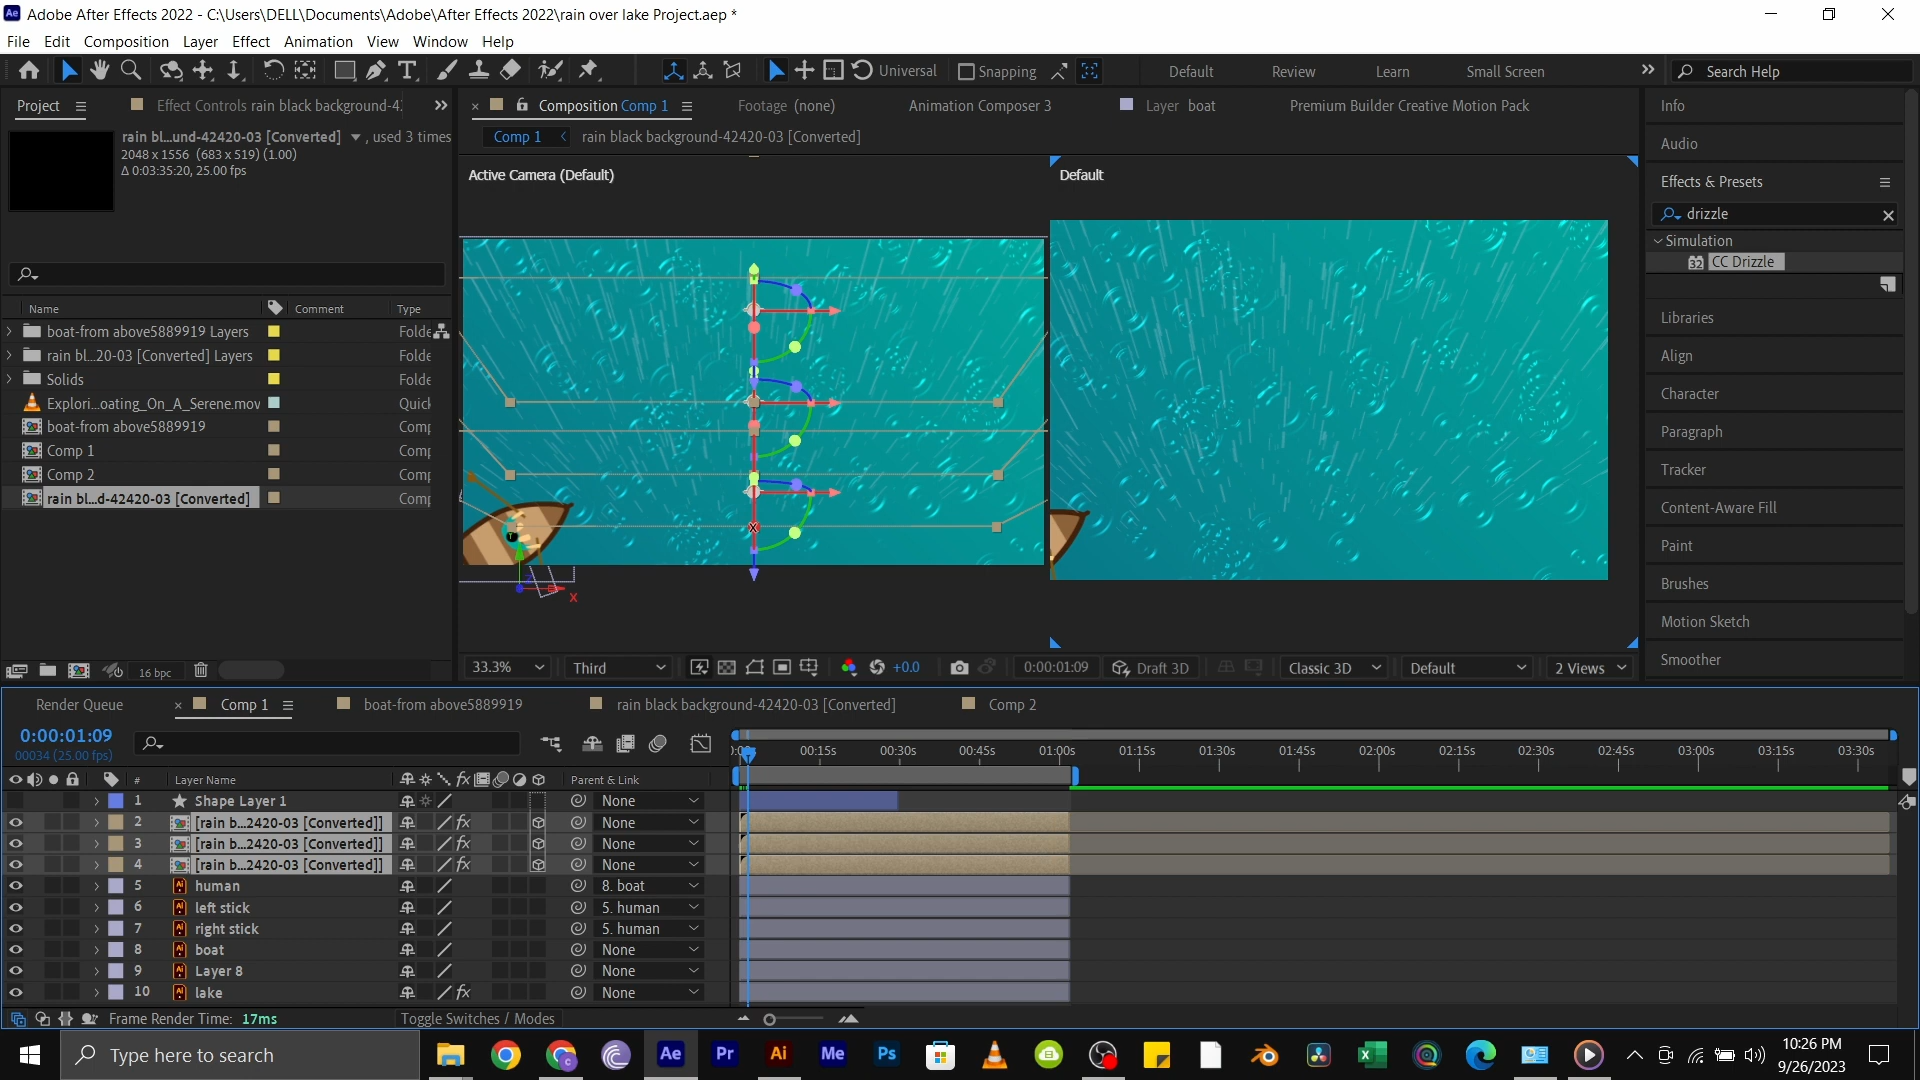 Adobe After Effects 2022 - C:\Users\DELL\Documents\Adobe\After Effects 2022\rain over lake Project.aep *
File Edit Composition Layer Effect Animation View Window Help
Universal Snapping Default Review Learn Small Screen Search Help
Project Effect Controls rain black background-42
rain bl...und-42420-03 [Converted] , used 3 times
2048 x 1556 (683 x 519) (1.00)
Δ 0:03:35:20, 25.00 fps
Name Comment Type
boat-from above5889919 Layers Folde
rain bl...20-03 [Converted] Layers Folde
Solids Folde
Explori...oating_On_A_Serene.mov Quick
boat-from above5889919 Comp
Comp 1 Comp
Comp 2 Comp
rain bl...d-42420-03 [Converted] Comp
16 bpc
Composition Comp 1 Footage (none) Animation Composer 3 Layer boat Premium Builder Creative Motion Pack
Comp 1 rain black background-42420-03 [Converted]
Active Camera (Default)
Default
X
33.3% Third +0.0 0:00:01:09 Draft 3D Classic 3D Default 2 Views
Info
Audio
Effects & Presets
drizzle
Simulation
32 CC Drizzle
Libraries
Align
Character
Paragraph
Tracker
Content-Aware Fill
Paint
Brushes
Motion Sketch
Smoother
Render Queue Comp 1 boat-from above5889919 rain black background-42420-03 [Converted] Comp 2
0:00:01:09
00034 (25.00 fps)
00:15s 00:30s 00:45s 01:00s 01:15s 01:30s 01:45s 02:00s 02:15s 02:30s 02:45s 03:00s 03:15s 03:30s
# Layer Name fx Parent & Link
1 Shape Layer 1 None
2 [rain b...2420-03 [Converted]] fx None
3 [rain b...2420-03 [Converted]] fx None
4 [rain b...2420-03 [Converted]] fx None
5 human 8. boat
6 left stick 5. human
7 right stick 5. human
8 boat None
9 Layer 8 None
10 lake fx None
Frame Render Time: 17ms Toggle Switches / Modes
Type here to search
Ae Pr Ai Me Ps
10:26 PM
9/26/2023